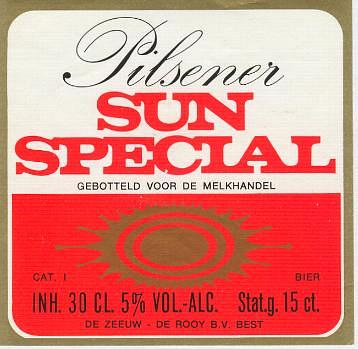 Pilsener
SUN
SPECIAL
GEBOTTELD VOOR DE MELKHANDEL
CAT. I BIER
INH. 30 CL. 5% VOL.-ALC. Stat.g. 15 ct.
DE ZEEUW - DE ROOY B.V. BEST